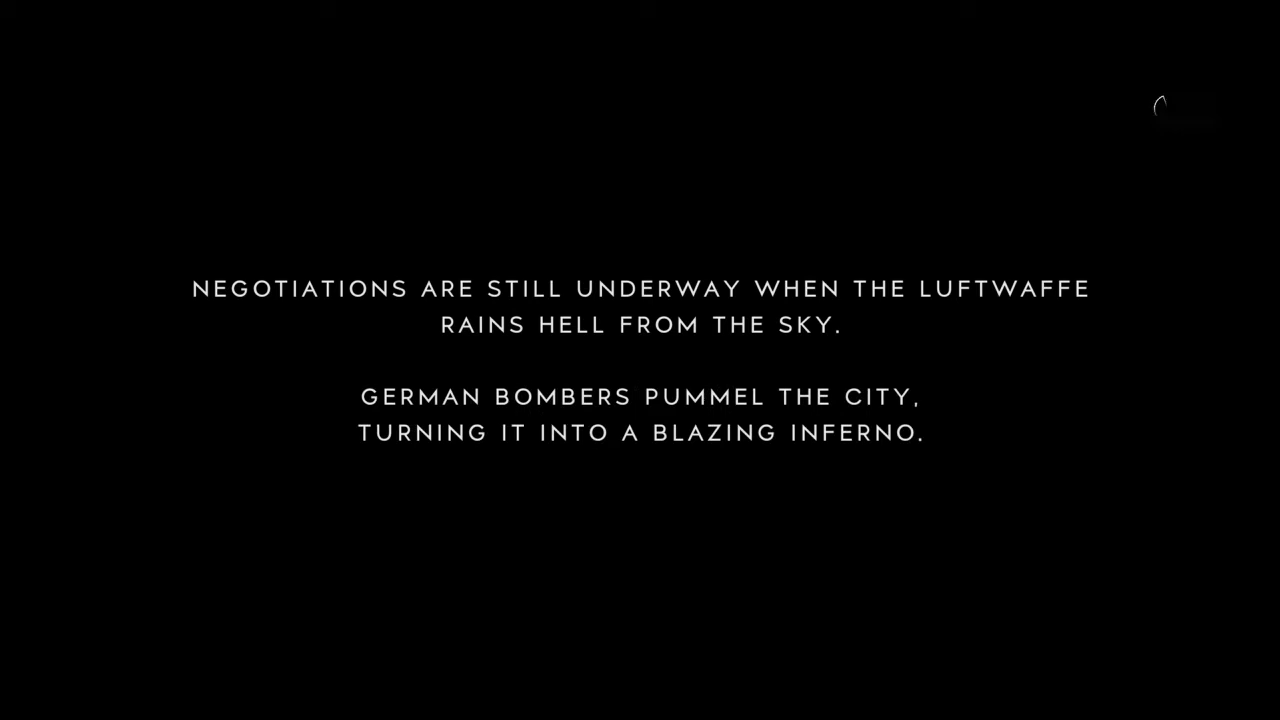 NEGOTIATIONS ARE STILL UNDERWAY WHEN THE LUFTWAFFE
RAINS HELL FROM THE SKY.
GERMAN BOMBERS PUMMEL THE CITY,
TURNING IT INTO A BLAZING INFERNO.